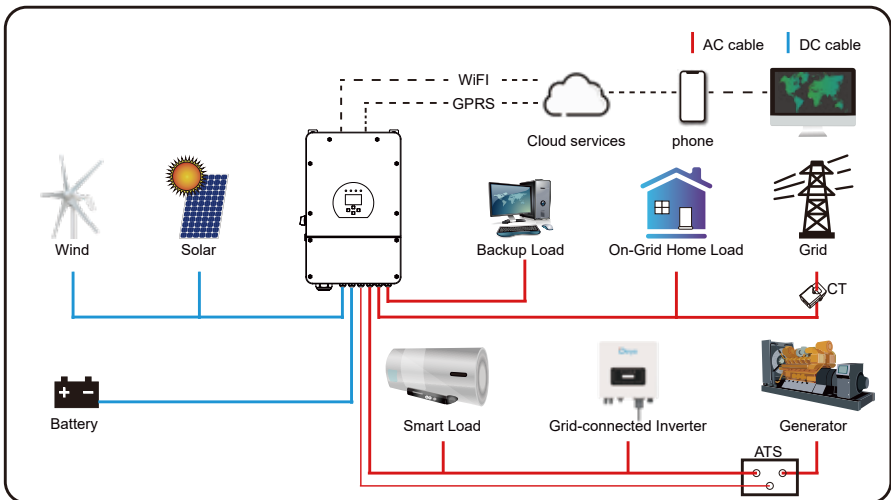 AC cable
DC cable
WiFI
GPRS
Cloud services
phone
Wind
Solar
Backup Load
On-Grid Home Load
Grid
CT
Battery
Deye
Smart Load
Grid-connected Inverter
Generator
ATS